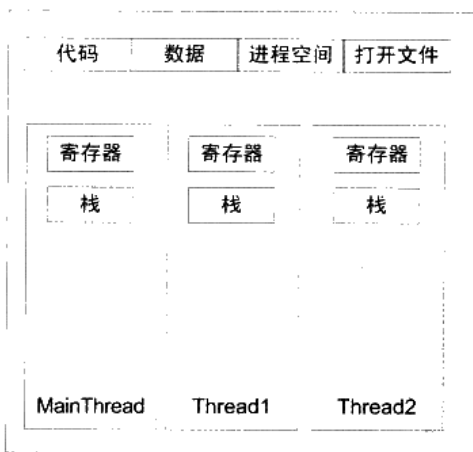 代码 数据 进程空间 打开文件
寄存器 寄存器 寄存器
栈 栈 栈
MainThread Thread1 Thread2